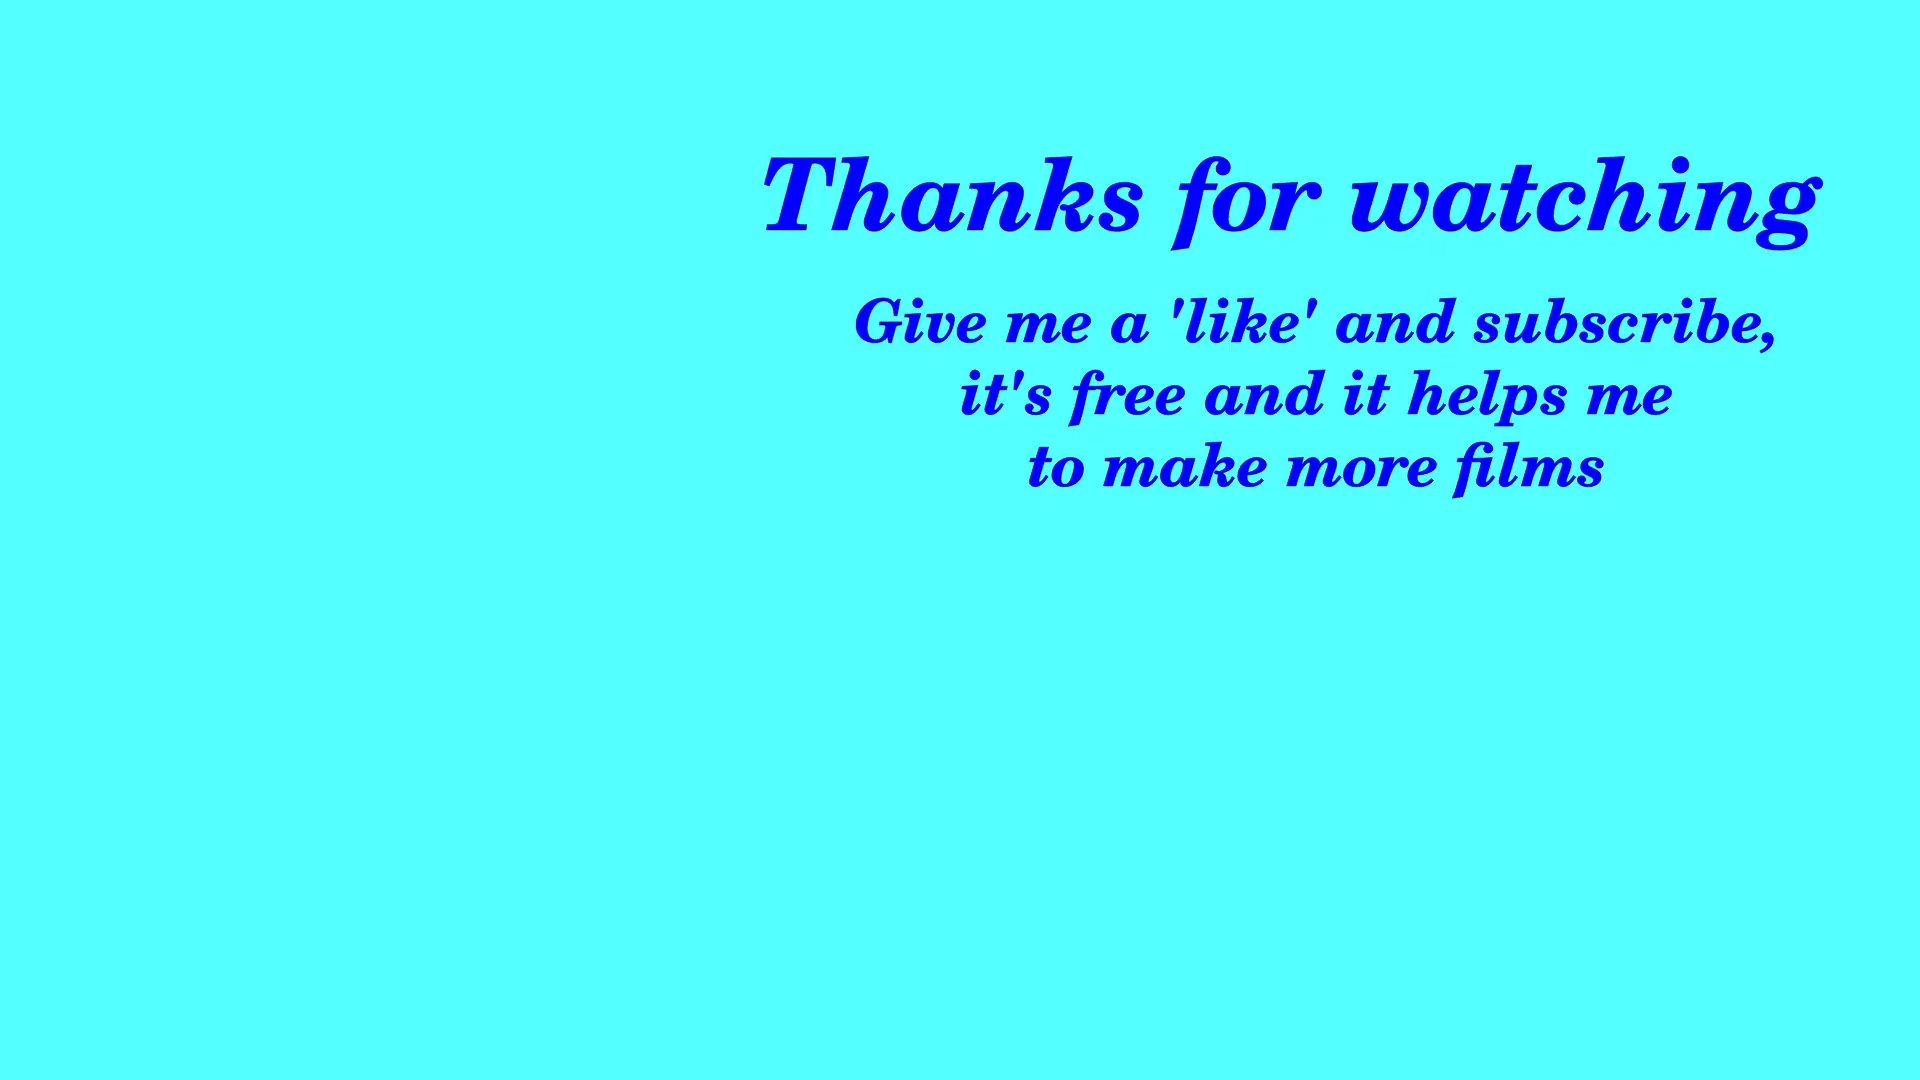 Thanks for watching
Give me a 'like' and subscribe,
it's free and it helps me
to make more films